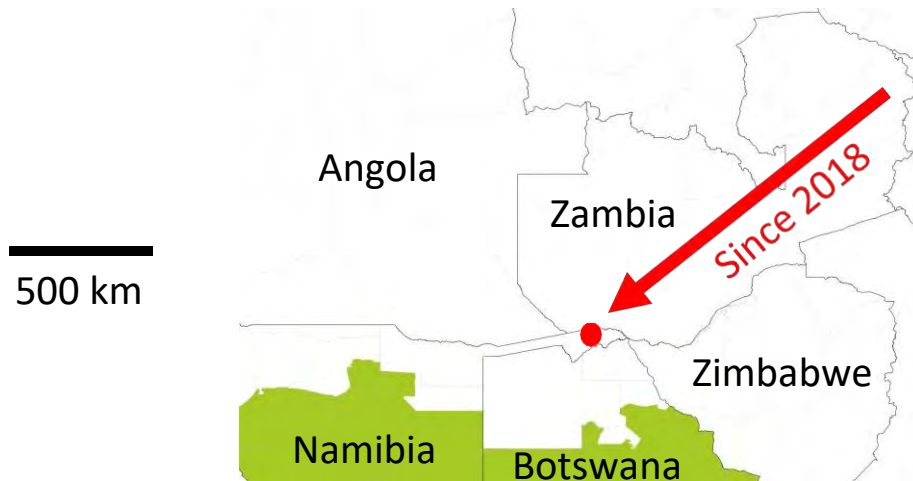 Angola
Zambia
Since 2018
500 km
Zimbabwe
Namibia
Botswana